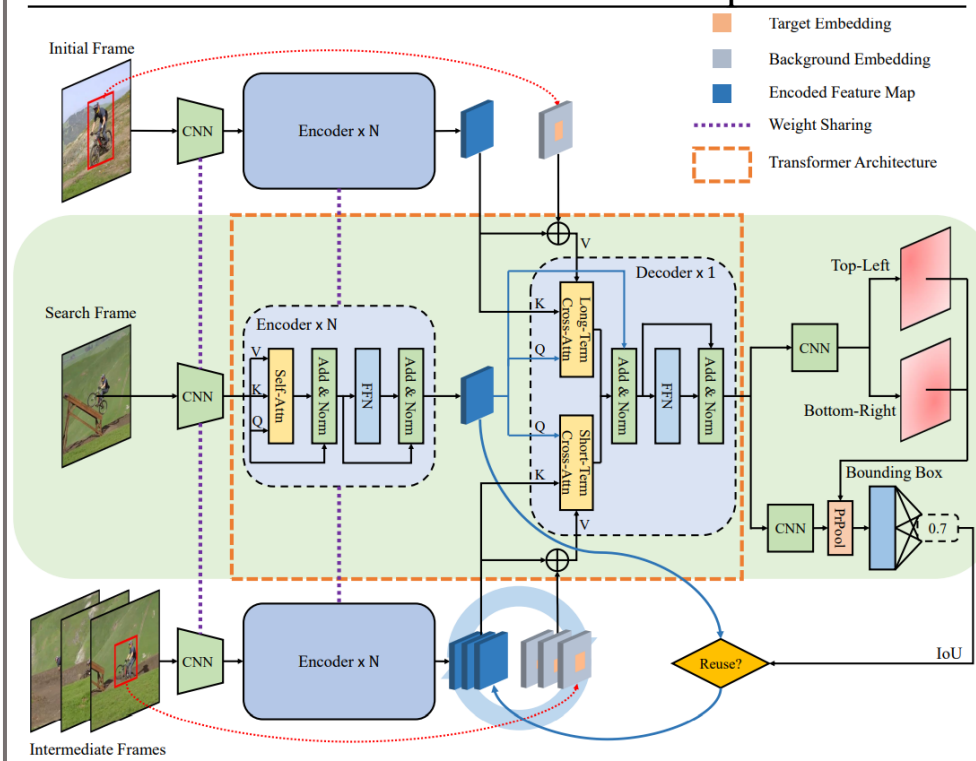 Target Embedding
Initial Frame
Background Embedding
Encoded Feature Map
CNN
Encoder x N
Weight Sharing
Transformer Architecture
V
Decoder x 1
Top-Left
Search Frame
K
Long-Term
Cross-Attn
Encoder x N
V
Q
CNN
K
Self-Attn
Add & Norm
FFN
Add & Norm
Add & Norm
FFN
Add & Norm
CNN
Q
Q
Bottom-Right
Short-Term
Cross-Attn
K
Bounding Box
V
CNN
PrPool
0.7
CNN
Encoder x N
Reuse?
IoU
Intermediate Frames